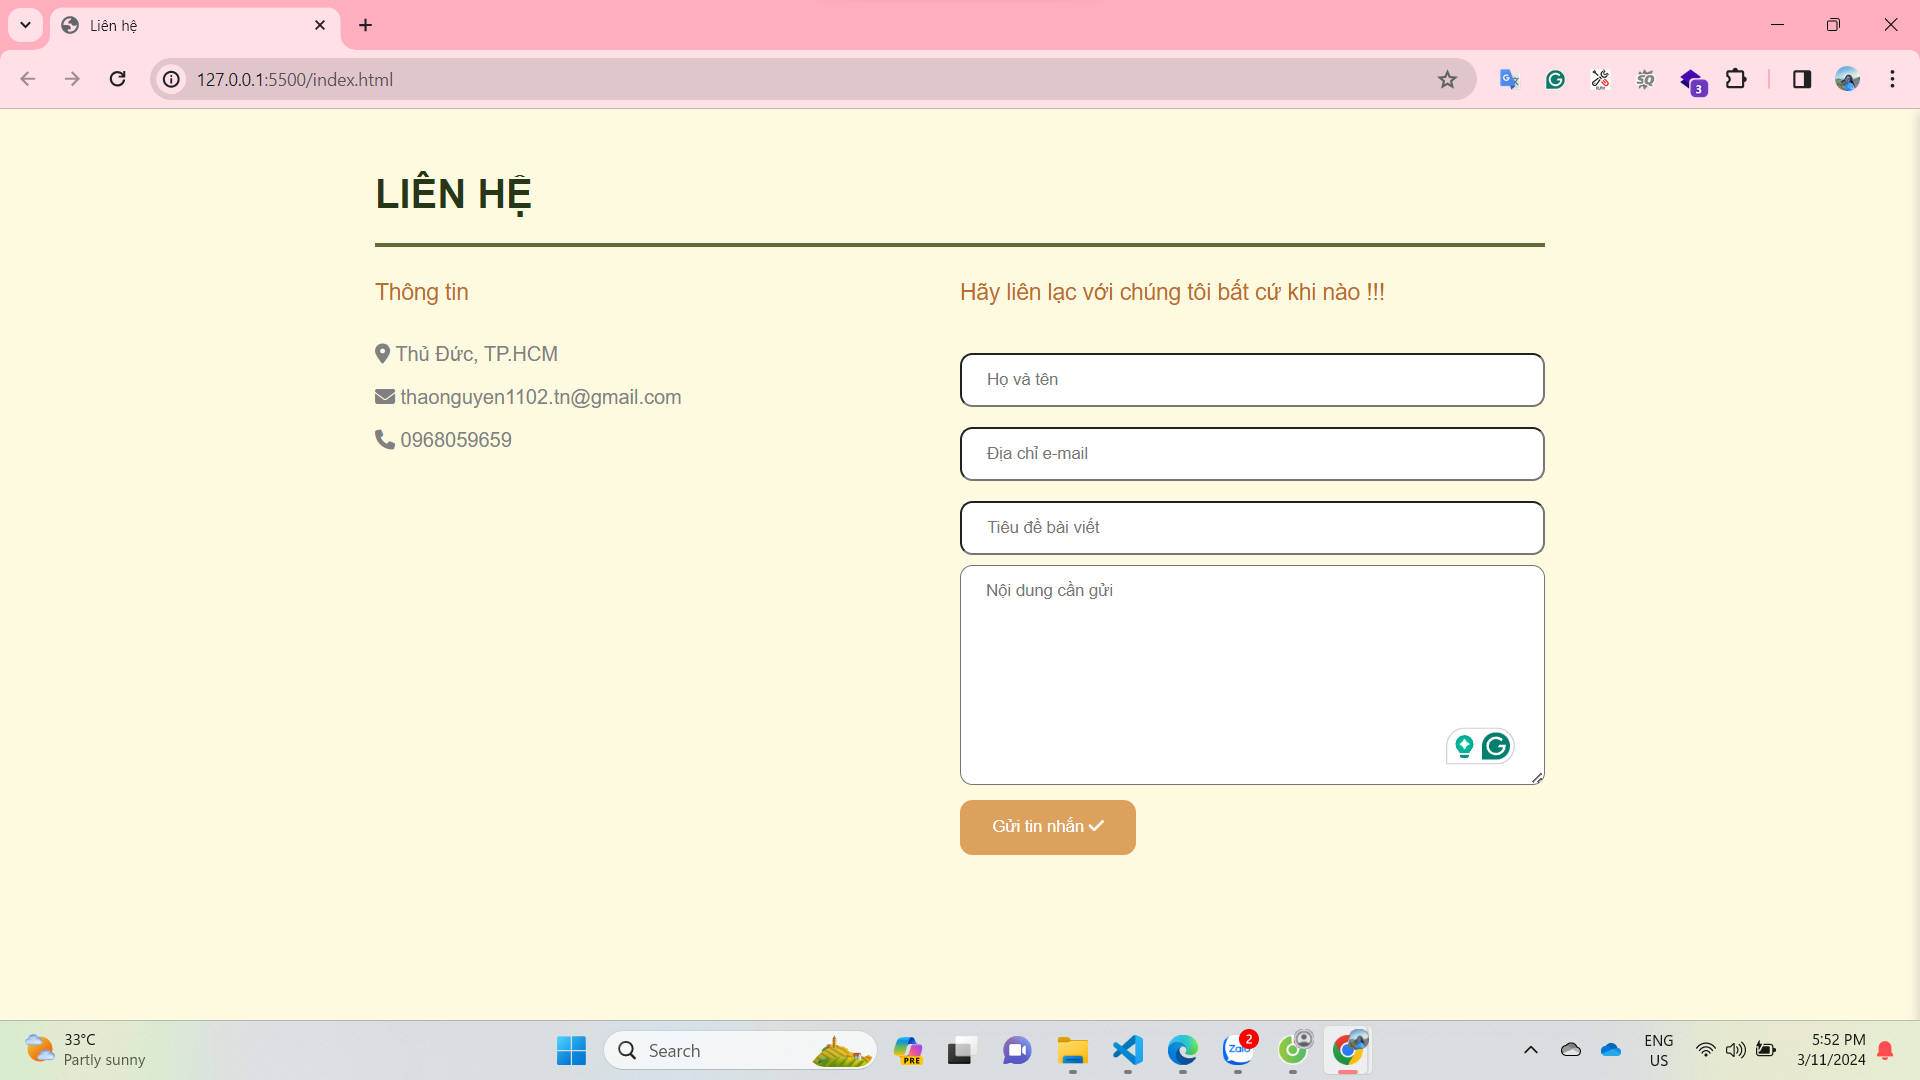 Liên hệ
127.0.0.1:5500/index.html
3
LIÊN HỆ
Thông tin
Thủ Đức, TP.HCM
thaonguyen1102.tn@gmail.com
0968059659
Hãy liên lạc với chúng tôi bất cứ khi nào !!!
Họ và tên
Địa chỉ e-mail
Tiêu đề bài viết
Nội dung cần gửi
Gửi tin nhắn
33°C
Partly sunny
Search
PRE
Zalo
2
ENG
US
5:52 PM
3/11/2024